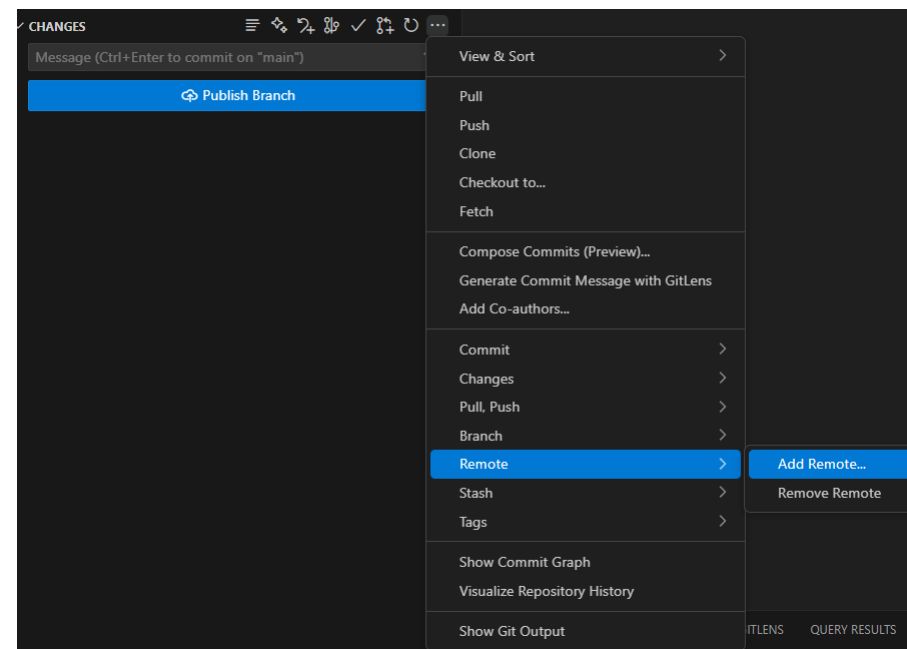 CHANGES
Message (Ctrl+Enter to commit on "main")
Publish Branch
View & Sort
Pull
Push
Clone
Checkout to...
Fetch
Compose Commits (Preview)...
Generate Commit Message with GitLens
Add Co-authors...
Commit
Changes
Pull, Push
Branch
Remote
Add Remote...
Remove Remote
Stash
Tags
Show Commit Graph
Visualize Repository History
Show Git Output
ITLENS
QUERY RESULTS